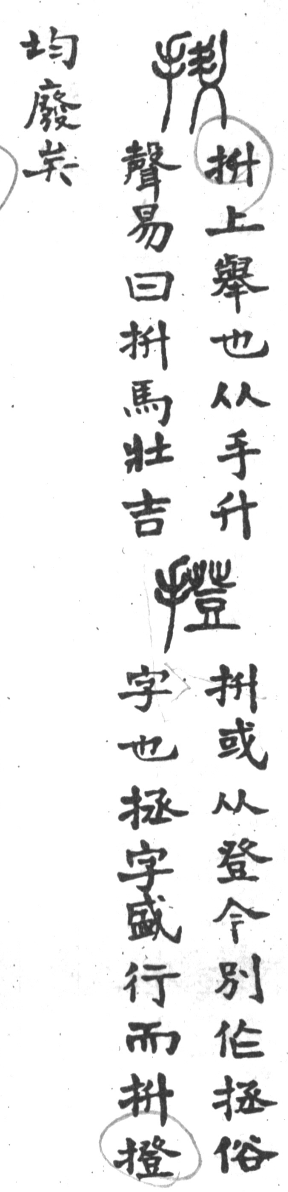 抍
抍上舉也从手升
聲易曰抍馬壯吉
撜
抍或从登今別作拯俗
字也拯字盛行而抍撜
均廢矣